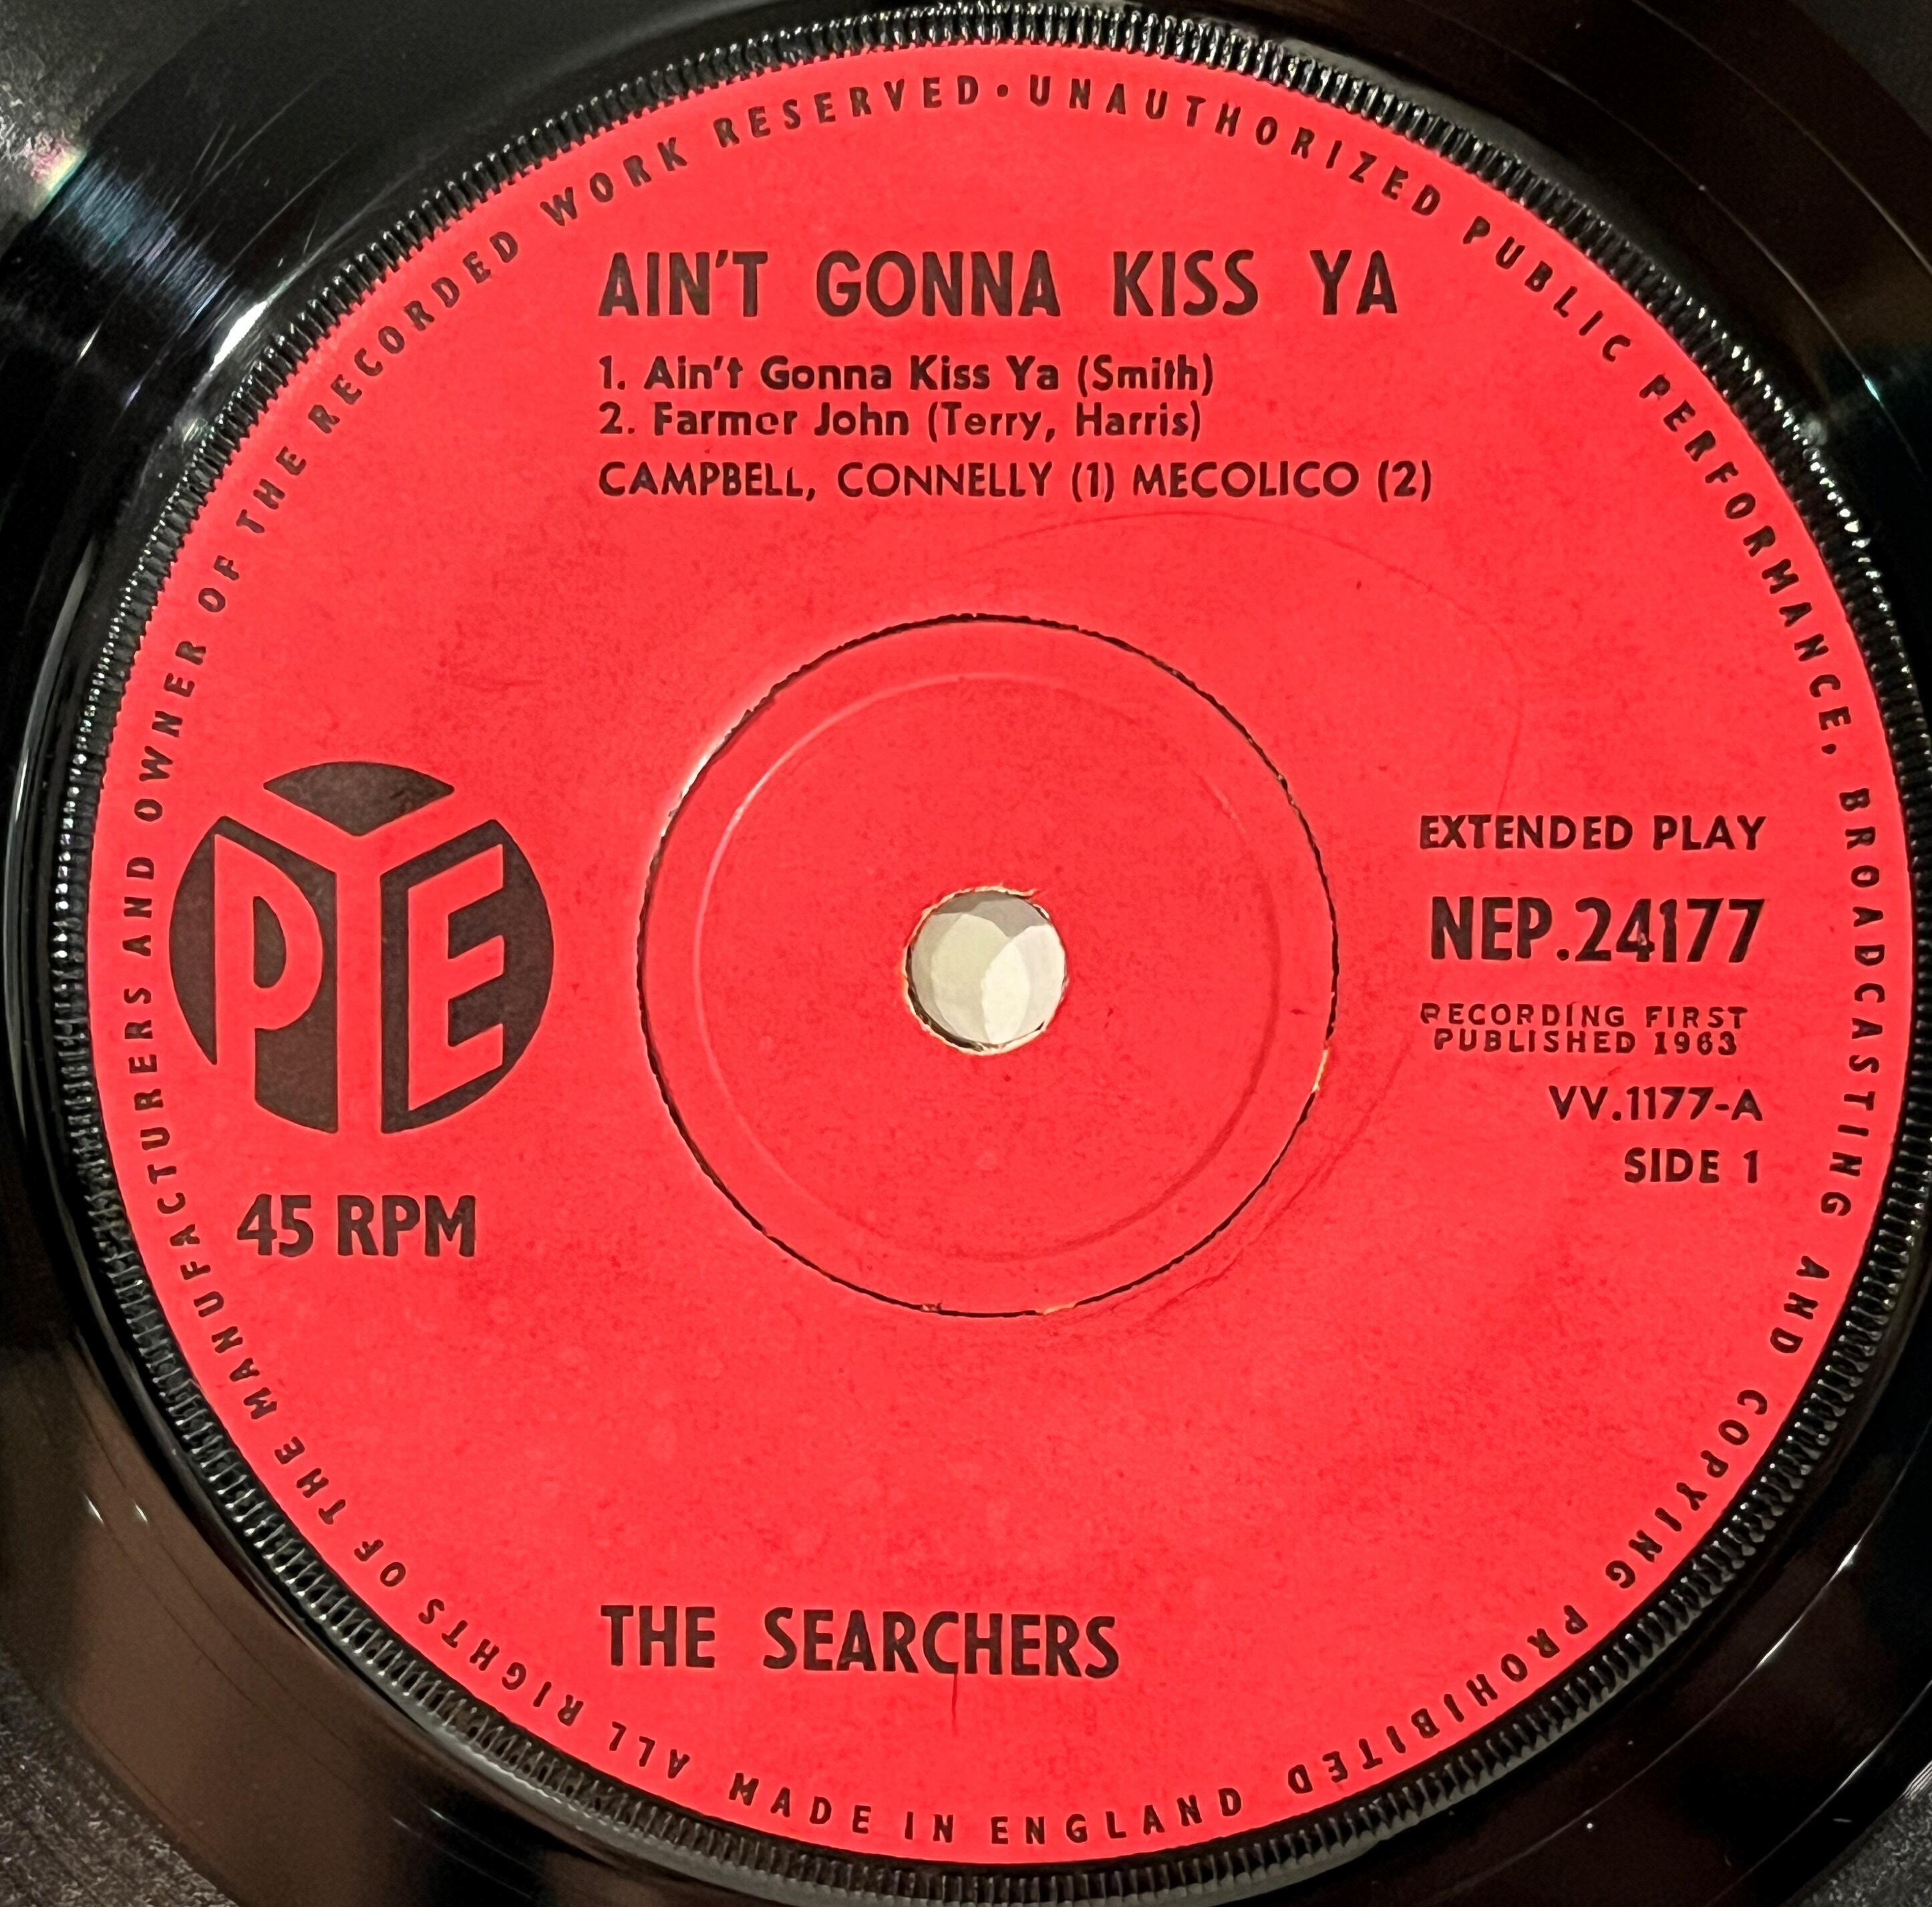 AIN'T GONNA KISS YA
1. Ain't Gonna Kiss Ya (Smith)
2. Farmer John (Terry, Harris)
CAMPBELL, CONNELLY (1) MECOLICO (2)
PYE
45 RPM
EXTENDED PLAY
NEP.24177
RECORDING FIRST
PUBLISHED 1963
VV.1177-A
SIDE 1
THE SEARCHERS
ALL RIGHTS OF THE MANUFACTURERS AND OWNER OF THE RECORDED WORK RESERVED · UNAUTHORIZED PUBLIC PERFORMANCE, BROADCASTING AND COPYING PROHIBITED
MADE IN ENGLAND